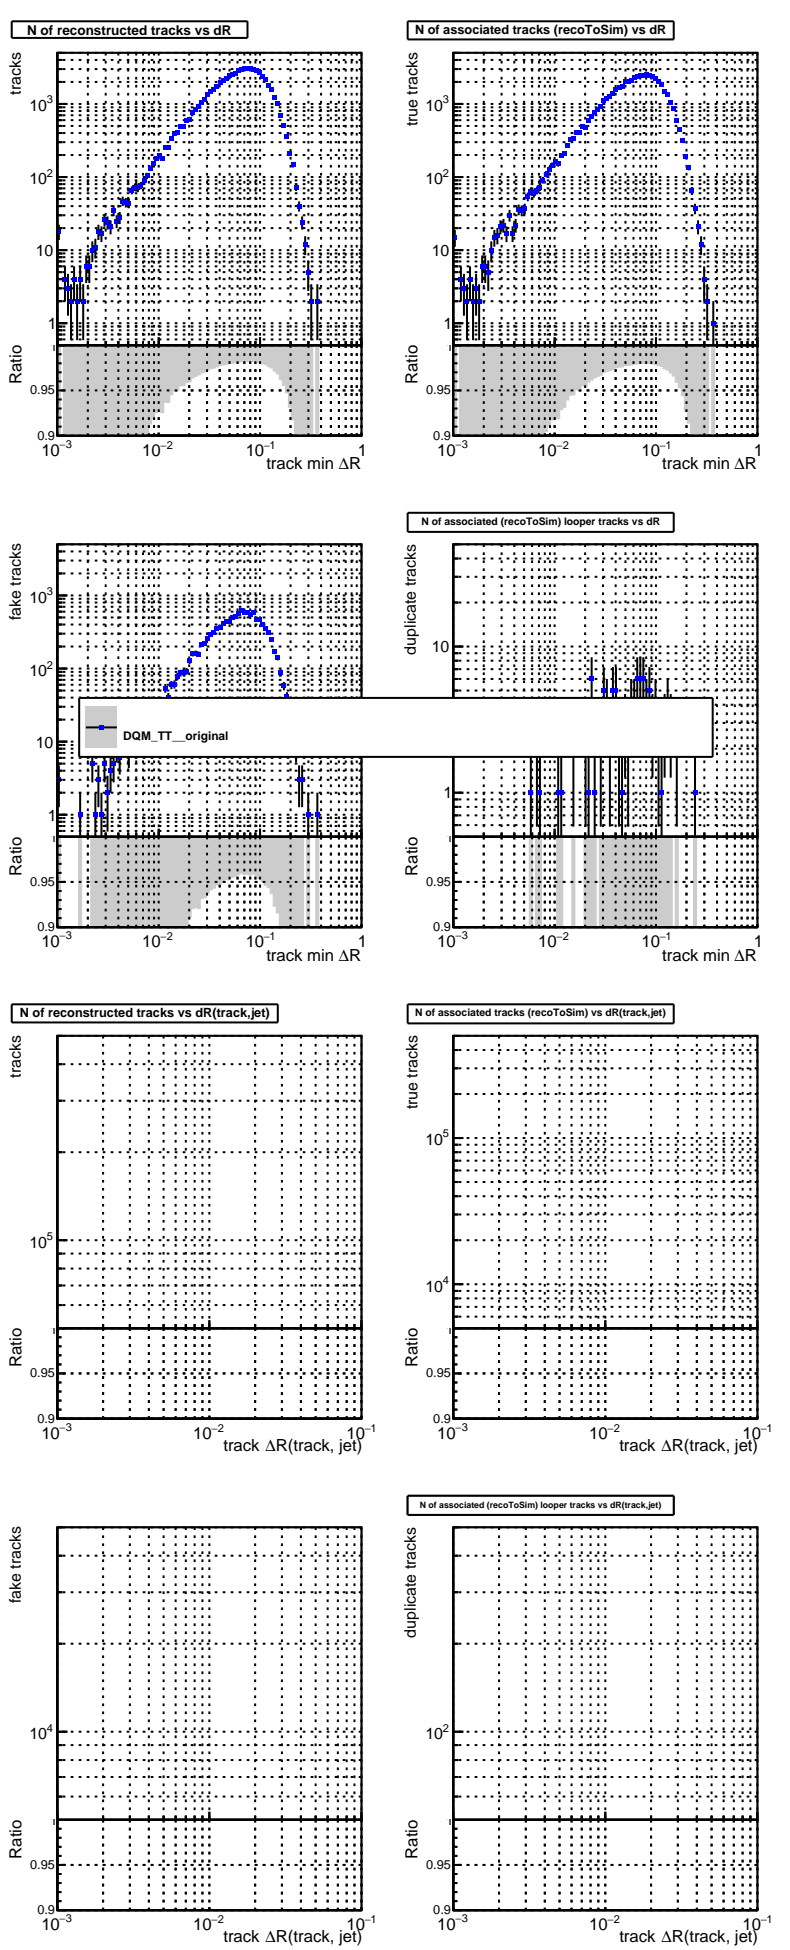 N of reconstructed tracks vs dR
tracks
10³
10²
10
1
Ratio
1
0.95
0.9
10⁻³ 10⁻² 10⁻¹ 1
track min ΔR
N of associated tracks (recoToSim) vs dR
true tracks
10³
10²
10
1
Ratio
1
0.95
0.9
10⁻³ 10⁻² 10⁻¹ 1
track min ΔR
fake tracks
10³
10²
10
1
Ratio
1
0.95
0.9
10⁻³ 10⁻² 10⁻¹ 1
track min ΔR
N of associated (recoToSim) looper tracks vs dR
duplicate tracks
10
1
Ratio
1
0.95
0.9
10⁻³ 10⁻² 10⁻¹ 1
track min ΔR
DQM_TT__original
N of reconstructed tracks vs dR(track,jet)
tracks
10⁵
Ratio
1
0.95
0.9
10⁻³ 10⁻² 10⁻¹
track ΔR(track, jet)
N of associated tracks (recoToSim) vs dR(track,jet)
true tracks
10⁵
10⁴
Ratio
1
0.95
0.9
10⁻³ 10⁻² 10⁻¹
track ΔR(track, jet)
fake tracks
10⁴
Ratio
1
0.95
0.9
10⁻³ 10⁻² 10⁻¹
track ΔR(track, jet)
N of associated (recoToSim) looper tracks vs dR(track,jet)
duplicate tracks
10²
Ratio
1
0.95
0.9
10⁻³ 10⁻² 10⁻¹
track ΔR(track, jet)